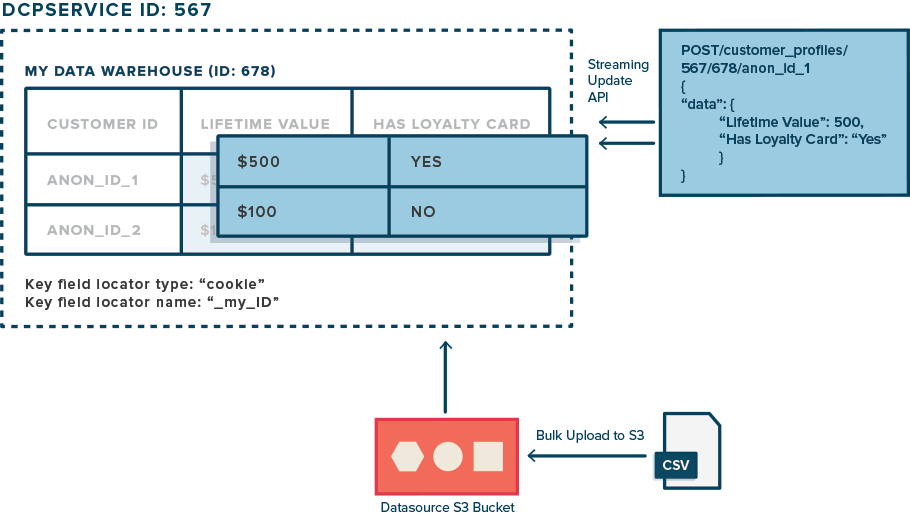 DCPSERVICE ID: 567
MY DATA WAREHOUSE (ID: 678)
CUSTOMER ID LIFETIME VALUE HAS LOYALTY CARD
ANON_ID_1 $500 YES
ANON_ID_2 $100 NO
Key field locator type: “cookie”
Key field locator name: “_my_ID”
Streaming
Update
API
POST/customer_profiles/
567/678/anon_id_1
{
“data”: {
“Lifetime Value”: 500,
“Has Loyalty Card”: “Yes”
}
}
Bulk Upload to S3
CSV
Datasource S3 Bucket